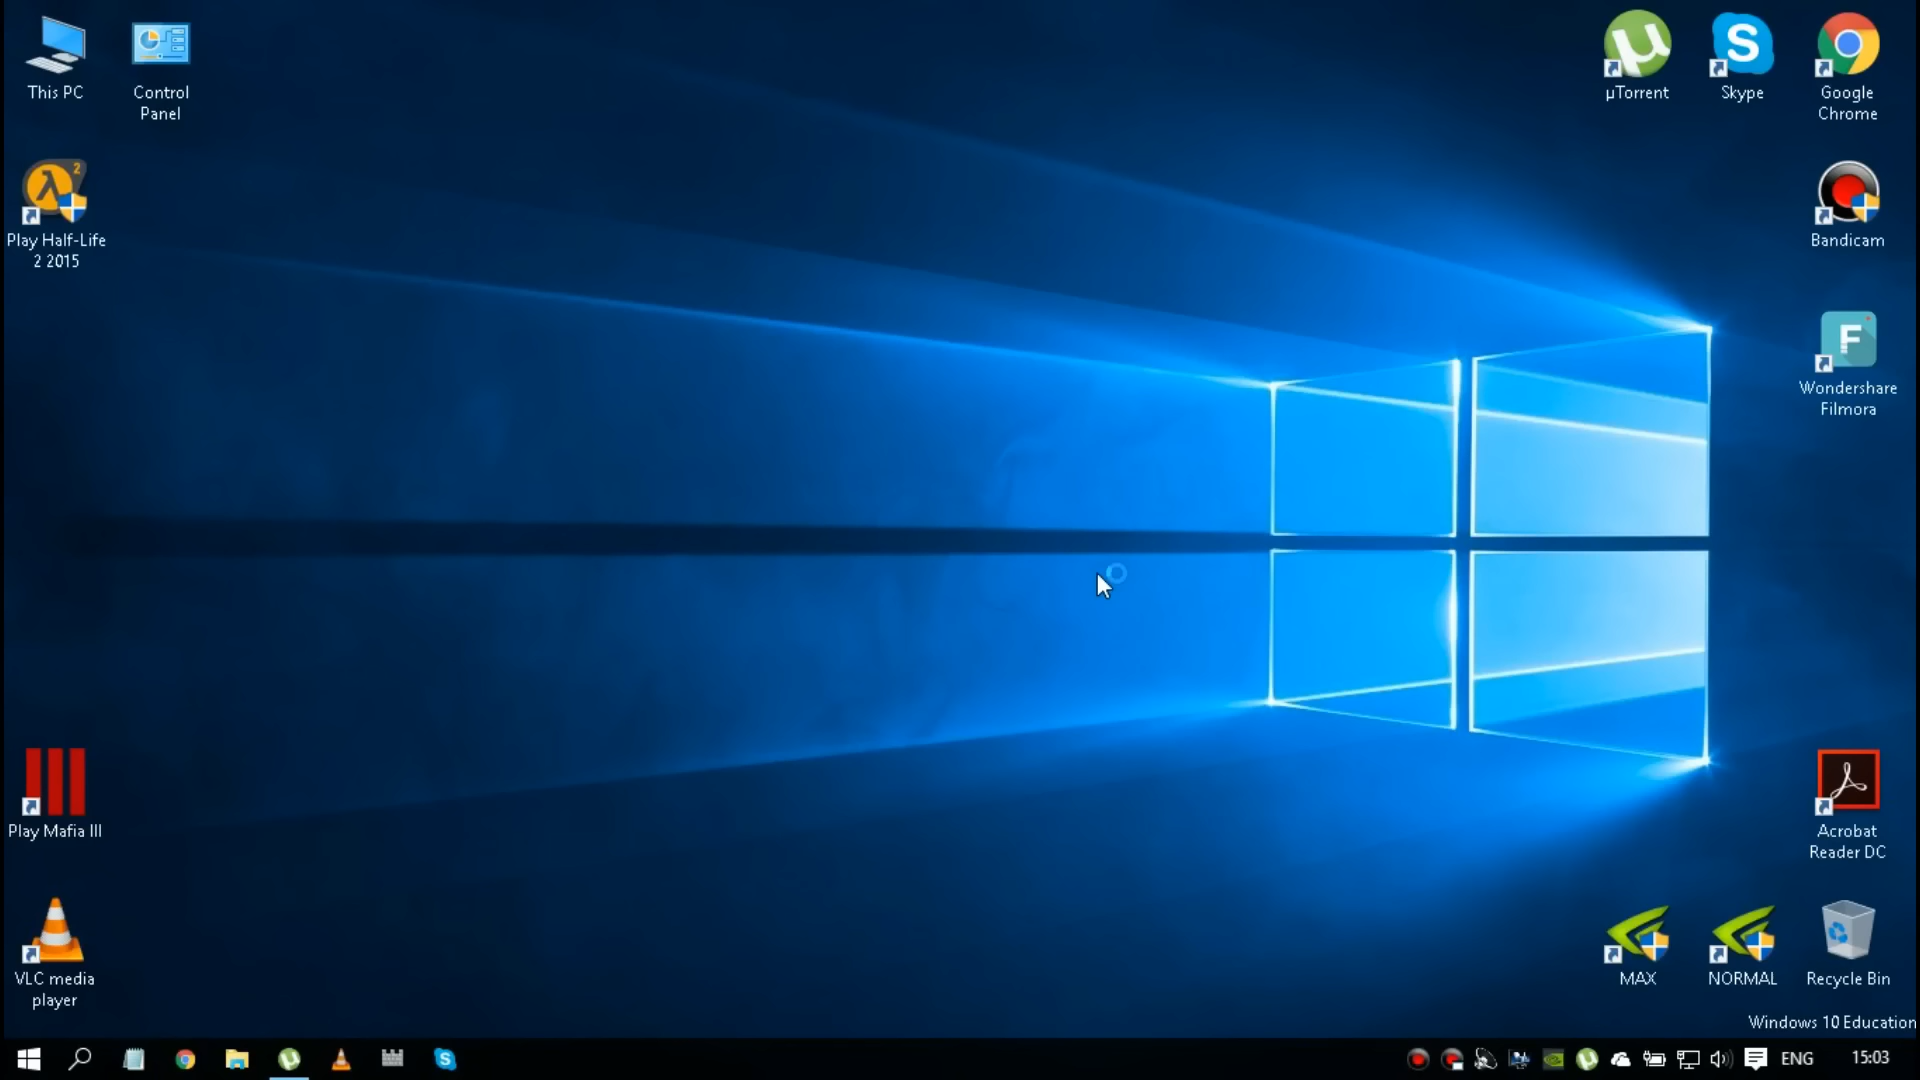 This PC
Control
Panel
µTorrent
Skype
Google
Chrome
2
Play Half-Life
2 2015
Bandicam
F
Wondershare
Filmora
Play Mafia III
Acrobat
Reader DC
VLC media
player
MAX
NORMAL
Recycle Bin
Windows 10 Education
ENG
15:03